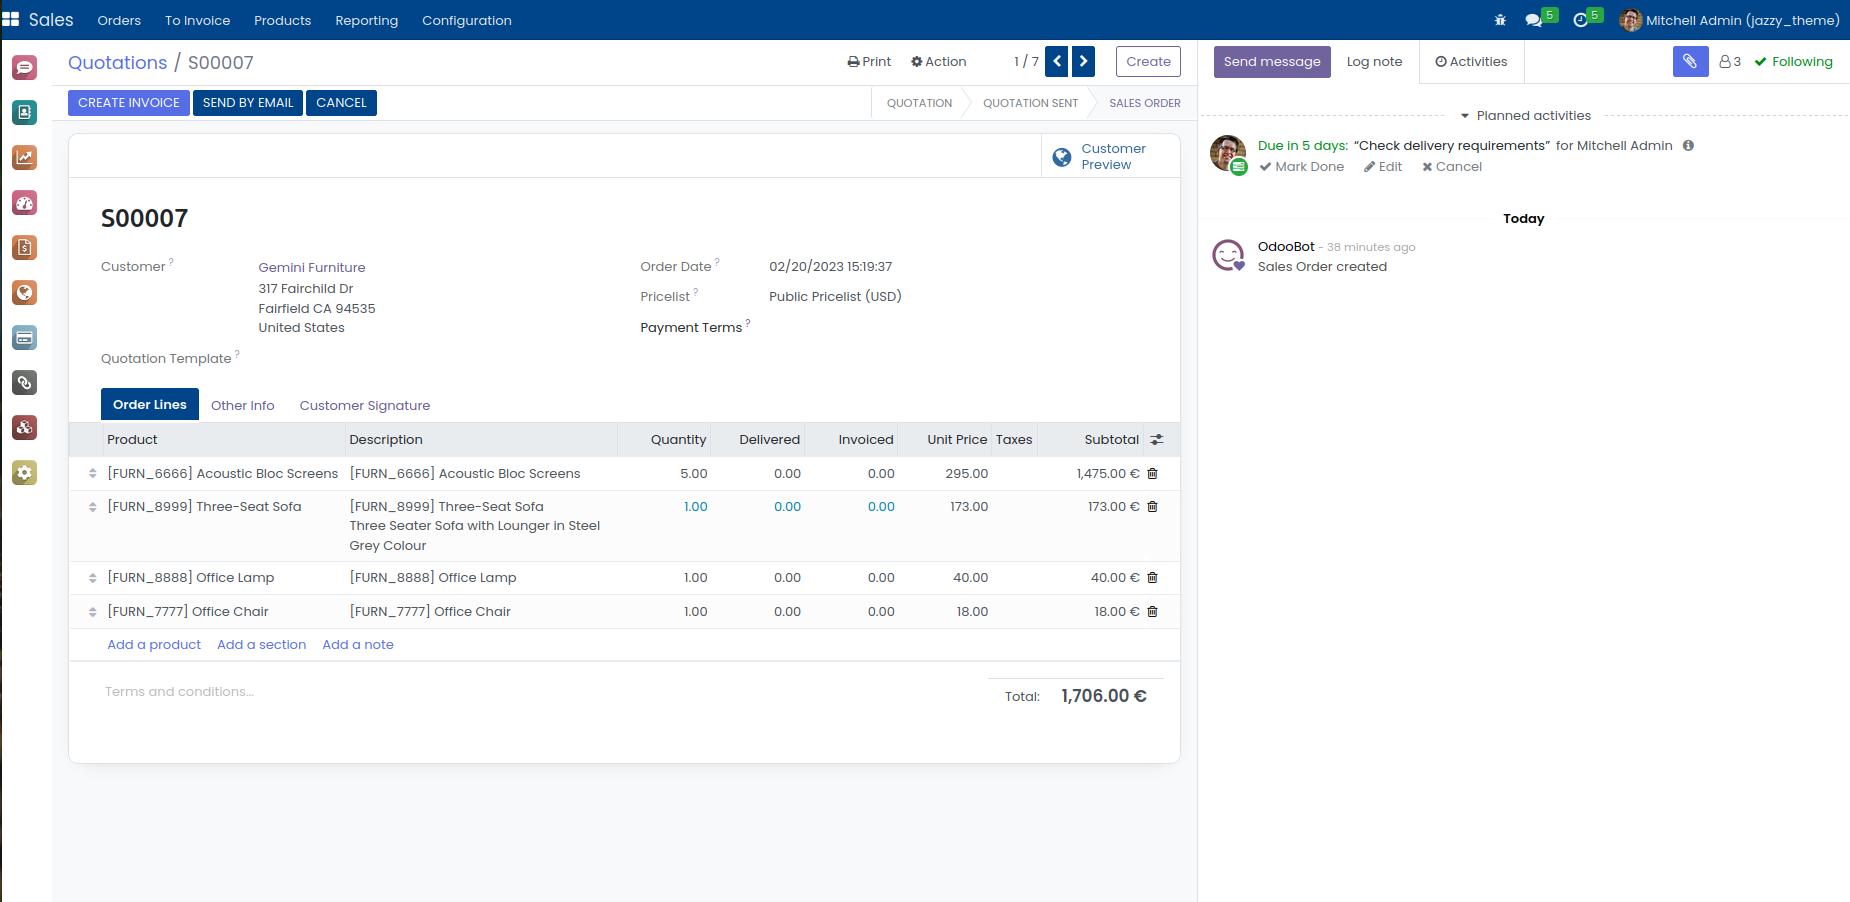 Sales Orders To Invoice Products Reporting Configuration 5 5 Mitchell Admin (jazzy_theme)
Quotations / S00007 Print Action 1 / 7 Create
CREATE INVOICE SEND BY EMAIL CANCEL QUOTATION QUOTATION SENT SALES ORDER
Customer
Preview
S00007
Customer ? Gemini Furniture
317 Fairchild Dr
Fairfield CA 94535
United States
Order Date ? 02/20/2023 15:19:37
Pricelist ? Public Pricelist (USD)
Payment Terms ?
Quotation Template ?
Order Lines Other Info Customer Signature
Product Description Quantity Delivered Invoiced Unit Price Taxes Subtotal
[FURN_6666] Acoustic Bloc Screens [FURN_6666] Acoustic Bloc Screens 5.00 0.00 0.00 295.00 1,475.00 €
[FURN_8999] Three-Seat Sofa [FURN_8999] Three-Seat Sofa 1.00 0.00 0.00 173.00 173.00 €
Three Seater Sofa with Lounger in Steel
Grey Colour
[FURN_8888] Office Lamp [FURN_8888] Office Lamp 1.00 0.00 0.00 40.00 40.00 €
[FURN_7777] Office Chair [FURN_7777] Office Chair 1.00 0.00 0.00 18.00 18.00 €
Add a product Add a section Add a note
Terms and conditions...
Total: 1,706.00 €
Send message Log note Activities 3 Following
Planned activities
Due in 5 days: “Check delivery requirements” for Mitchell Admin
Mark Done Edit Cancel
Today
OdooBot - 38 minutes ago
Sales Order created